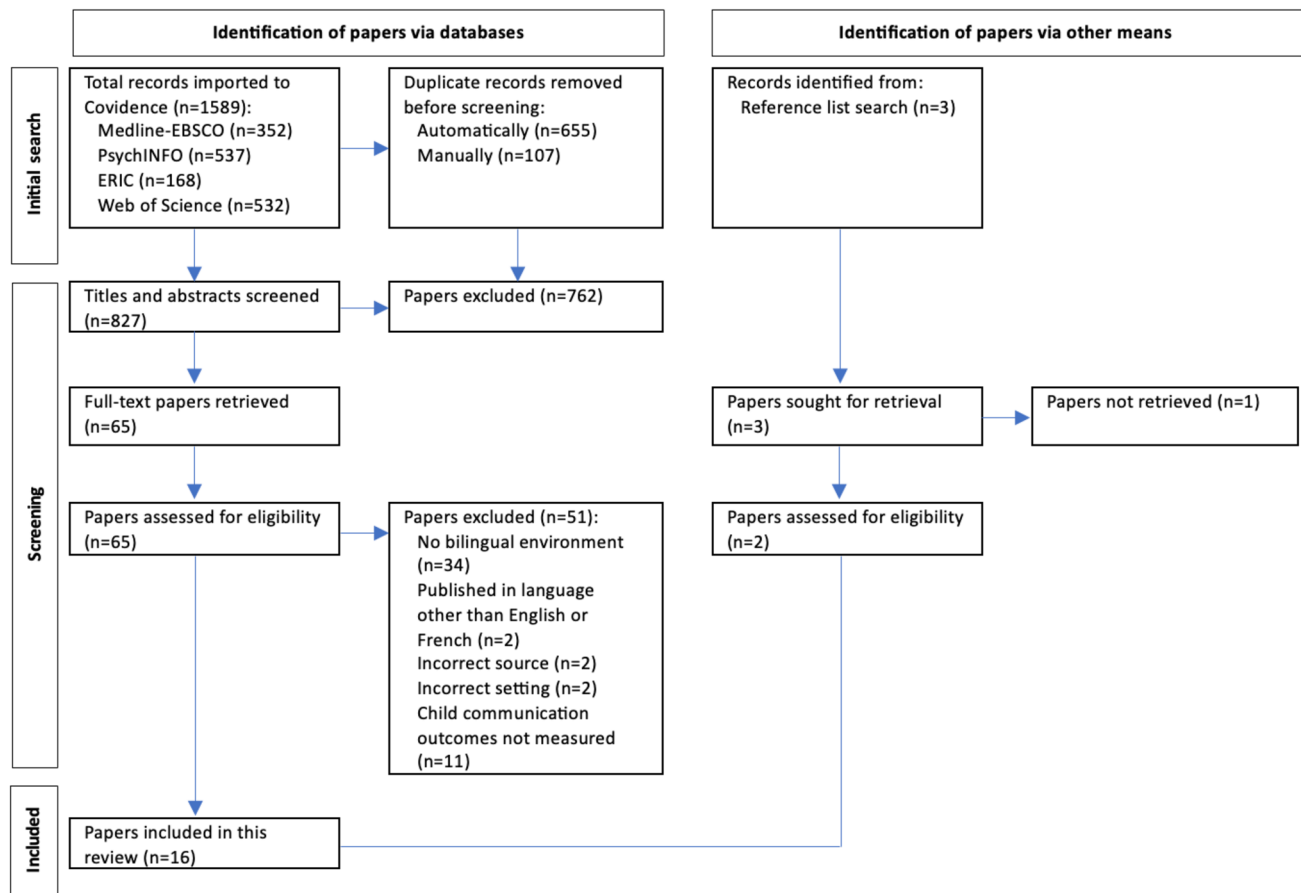 Identification of papers via databases
Identification of papers via other means
Initial search
Total records imported to
Covidence (n=1589):
Medline-EBSCO (n=352)
PsychINFO (n=537)
ERIC (n=168)
Web of Science (n=532)
Duplicate records removed
before screening:
Automatically (n=655)
Manually (n=107)
Records identified from:
Reference list search (n=3)
Screening
Titles and abstracts screened
(n=827)
Papers excluded (n=762)
Full-text papers retrieved
(n=65)
Papers sought for retrieval
(n=3)
Papers not retrieved (n=1)
Papers assessed for eligibility
(n=65)
Papers excluded (n=51):
No bilingual environment
(n=34)
Published in language
other than English or
French (n=2)
Incorrect source (n=2)
Incorrect setting (n=2)
Child communication
outcomes not measured
(n=11)
Papers assessed for eligibility
(n=2)
Included
Papers included in this
review (n=16)